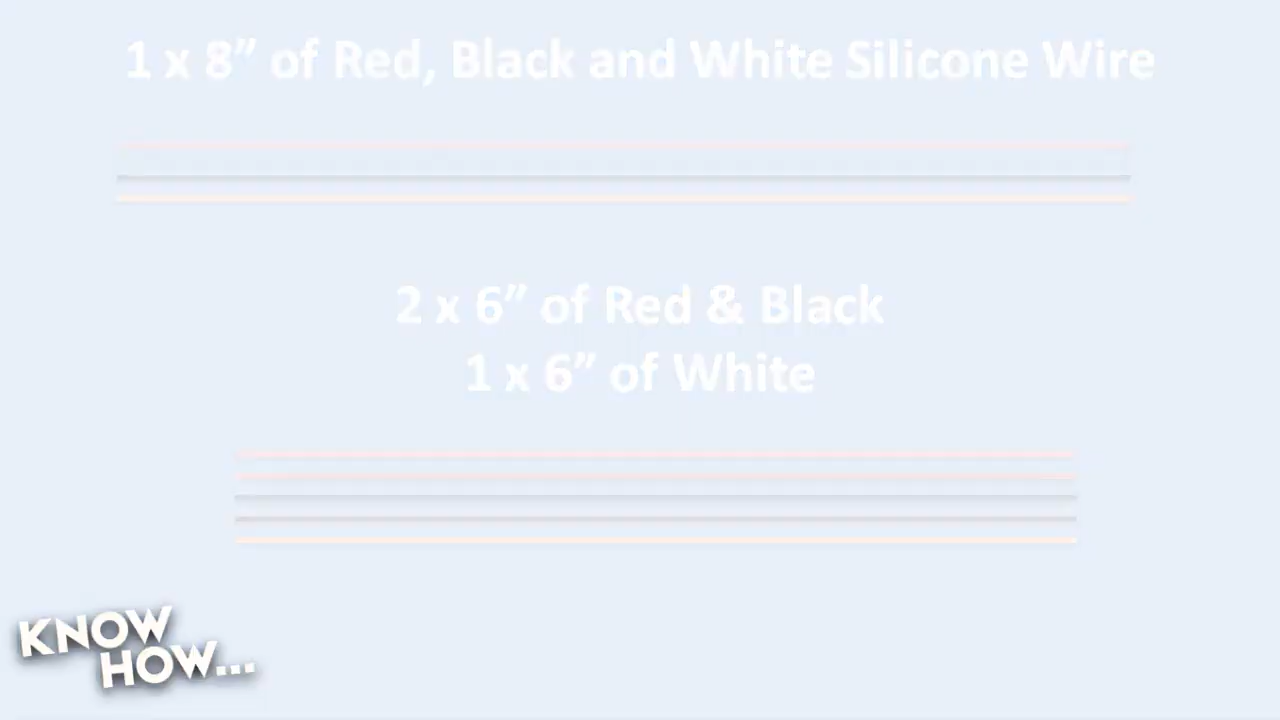 1 x 8” of Red, Black and White Silicone Wire
2 x 6” of Red & Black
1 x 6” of White
KNOW
HOW...